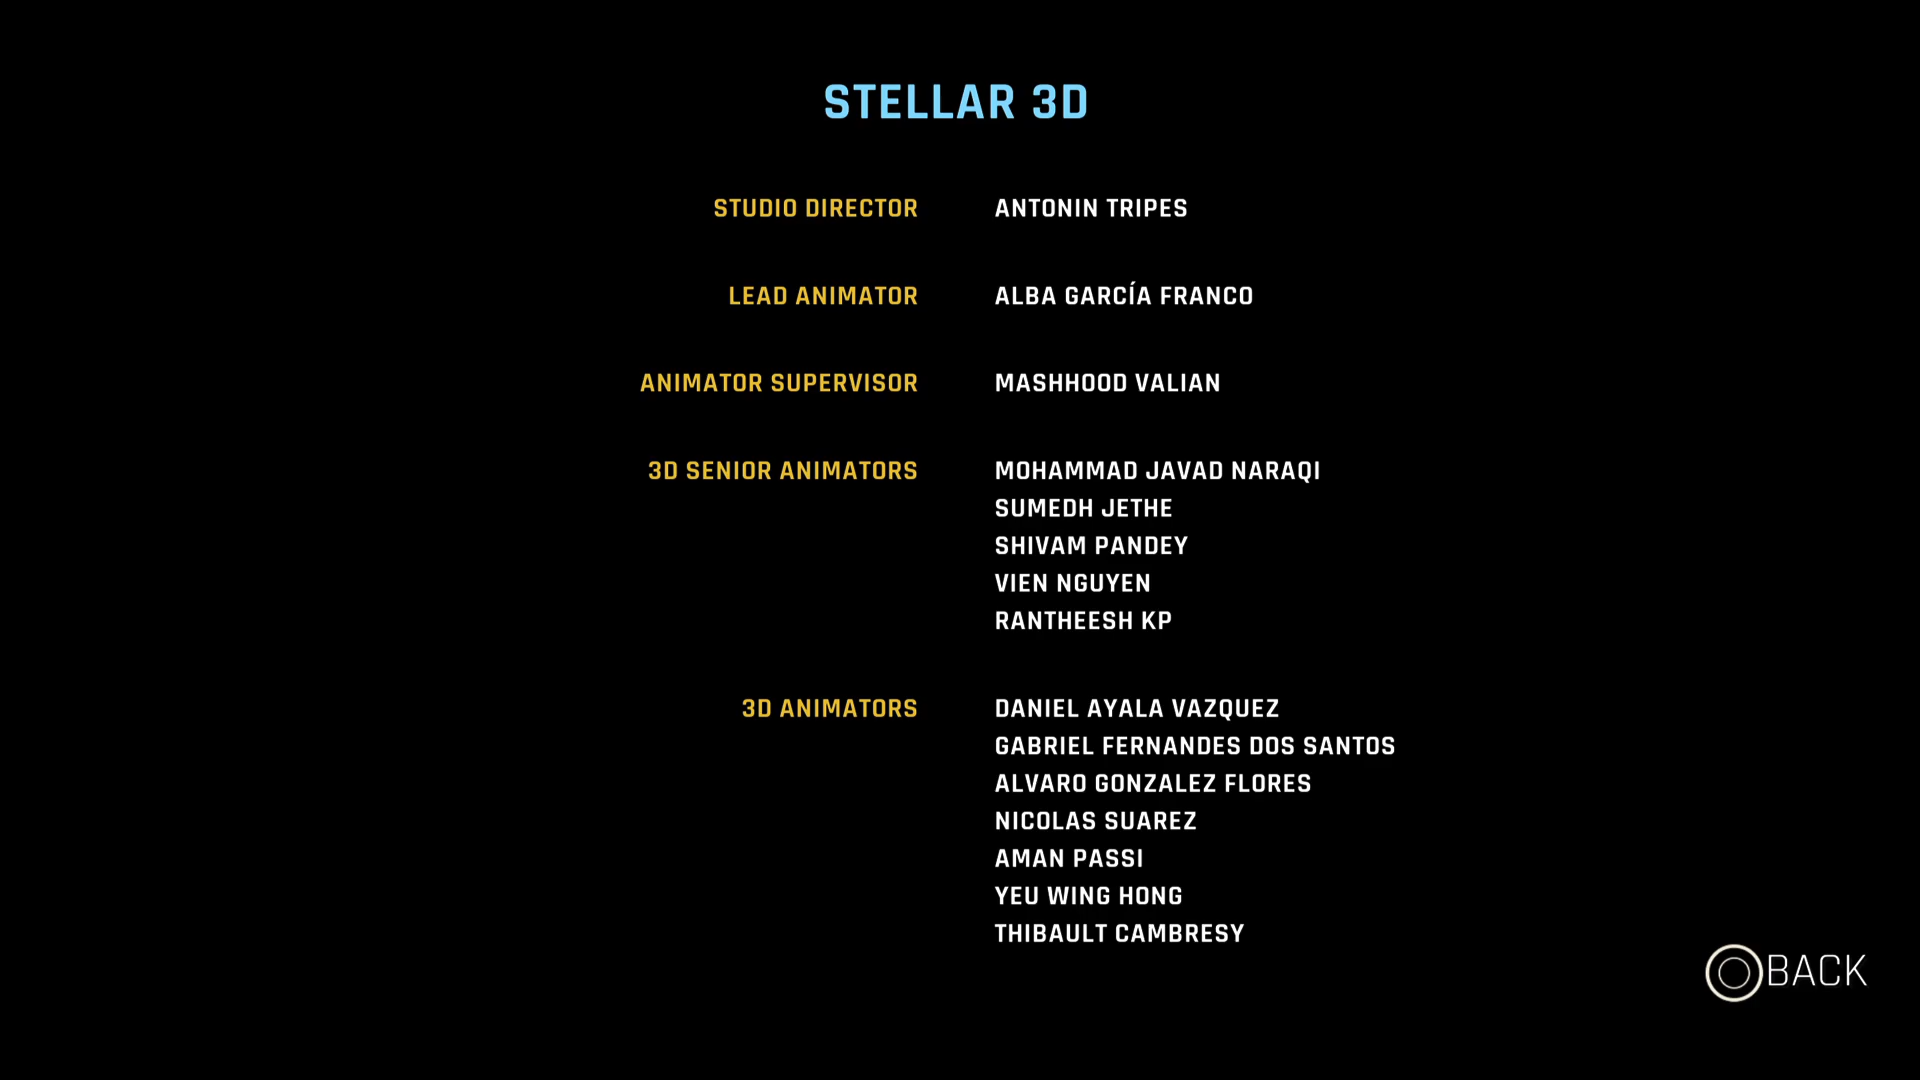 STELLAR 3D
STUDIO DIRECTOR ANTONIN TRIPES
LEAD ANIMATOR ALBA GARCÍA FRANCO
ANIMATOR SUPERVISOR MASHHOOD VALIAN
3D SENIOR ANIMATORS MOHAMMAD JAVAD NARAQI
SUMEDH JETHE
SHIVAM PANDEY
VIEN NGUYEN
RANTHEESH KP
3D ANIMATORS DANIEL AYALA VAZQUEZ
GABRIEL FERNANDES DOS SANTOS
ALVARO GONZALEZ FLORES
NICOLAS SUAREZ
AMAN PASSI
YEU WING HONG
THIBAULT CAMBRESY
BACK